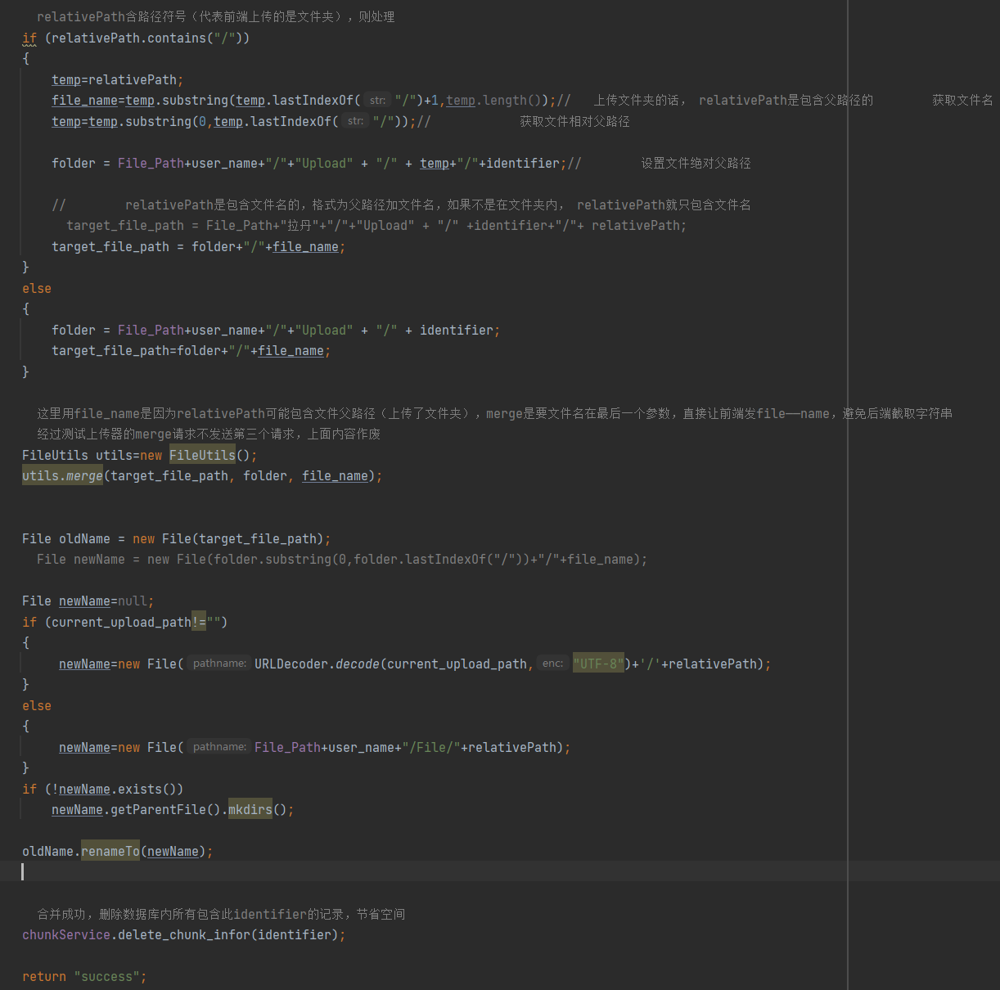 relativePath含路径符号（代表前端上传的是文件夹），则处理
if (relativePath.contains("/"))
{
temp=relativePath;
file_name=temp.substring(temp.lastIndexOf( str: "/")+1,temp.length());// 上传文件夹的话， relativePath是包含父路径的 获取文件名
temp=temp.substring(0,temp.lastIndexOf( str: "/"));// 获取文件相对父路径
folder = File_Path+user_name+"/"+"Upload" + "/" + temp+"/"+identifier;// 设置文件绝对父路径
// relativePath是包含文件名的，格式为父路径加文件名，如果不是在文件夹内， relativePath就只包含文件名
target_file_path = File_Path+"拉丹"+"/"+"Upload" + "/" +identifier+"/"+ relativePath;
target_file_path = folder+"/"+file_name;
}
else
{
folder = File_Path+user_name+"/"+"Upload" + "/" + identifier;
target_file_path=folder+"/"+file_name;
}
这里用file_name是因为relativePath可能包含文件父路径（上传了文件夹），merge是要文件名在最后一个参数，直接让前端发file——name，避免后端截取字符串
经过测试上传器的merge请求不发送第三个请求，上面内容作废
FileUtils utils=new FileUtils();
utils.merge(target_file_path, folder, file_name);
File oldName = new File(target_file_path);
File newName = new File(folder.substring(0,folder.lastIndexOf("/"))+"/"+file_name);
File newName=null;
if (current_upload_path!="")
{
newName=new File( pathname: URLDecoder.decode(current_upload_path, enc: "UTF-8")+'/'+relativePath);
}
else
{
newName=new File( pathname: File_Path+user_name+"/File/"+relativePath);
}
if (!newName.exists())
newName.getParentFile().mkdirs();
oldName.renameTo(newName);
合并成功，删除数据库内所有包含此identifier的记录，节省空间
chunkService.delete_chunk_infor(identifier);
return "success";